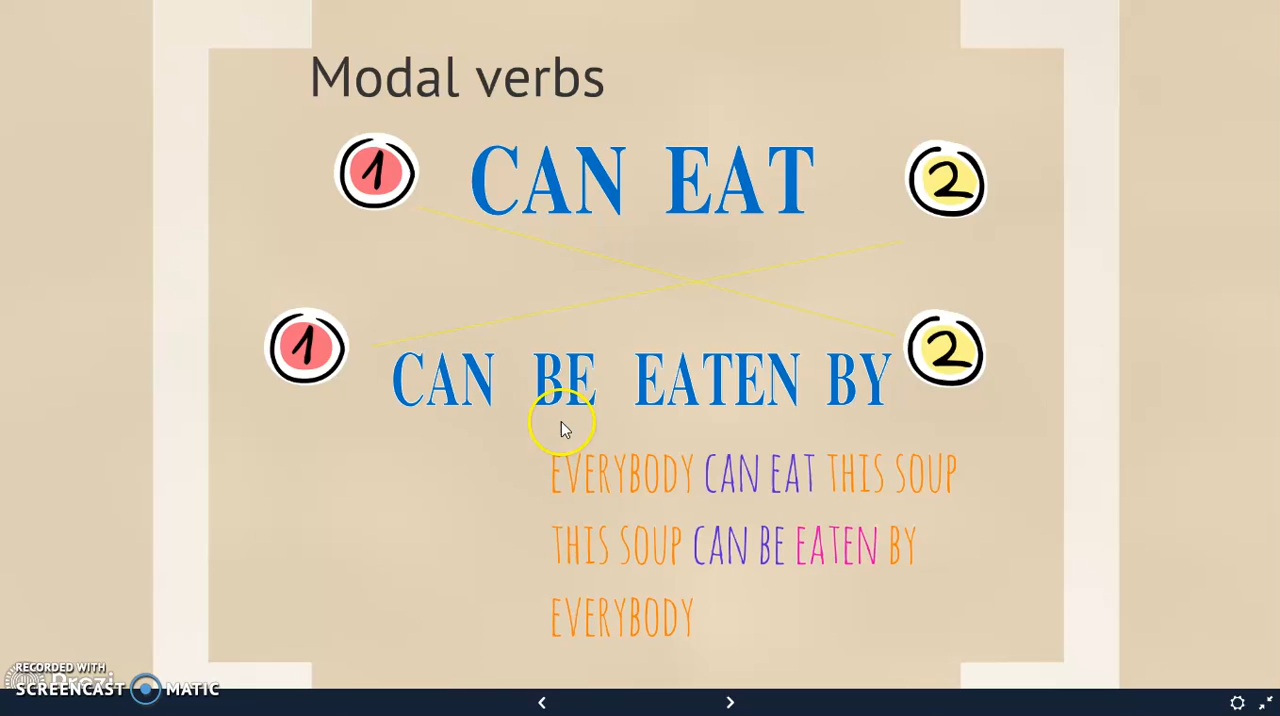 Modal verbs
1 CAN EAT 2
1 CAN BE EATEN BY 2
EVERYBODY CAN EAT THIS SOUP
THIS SOUP CAN BE EATEN BY
EVERYBODY
RECORDED WITH
Prezi
SCREENCAST MATIC